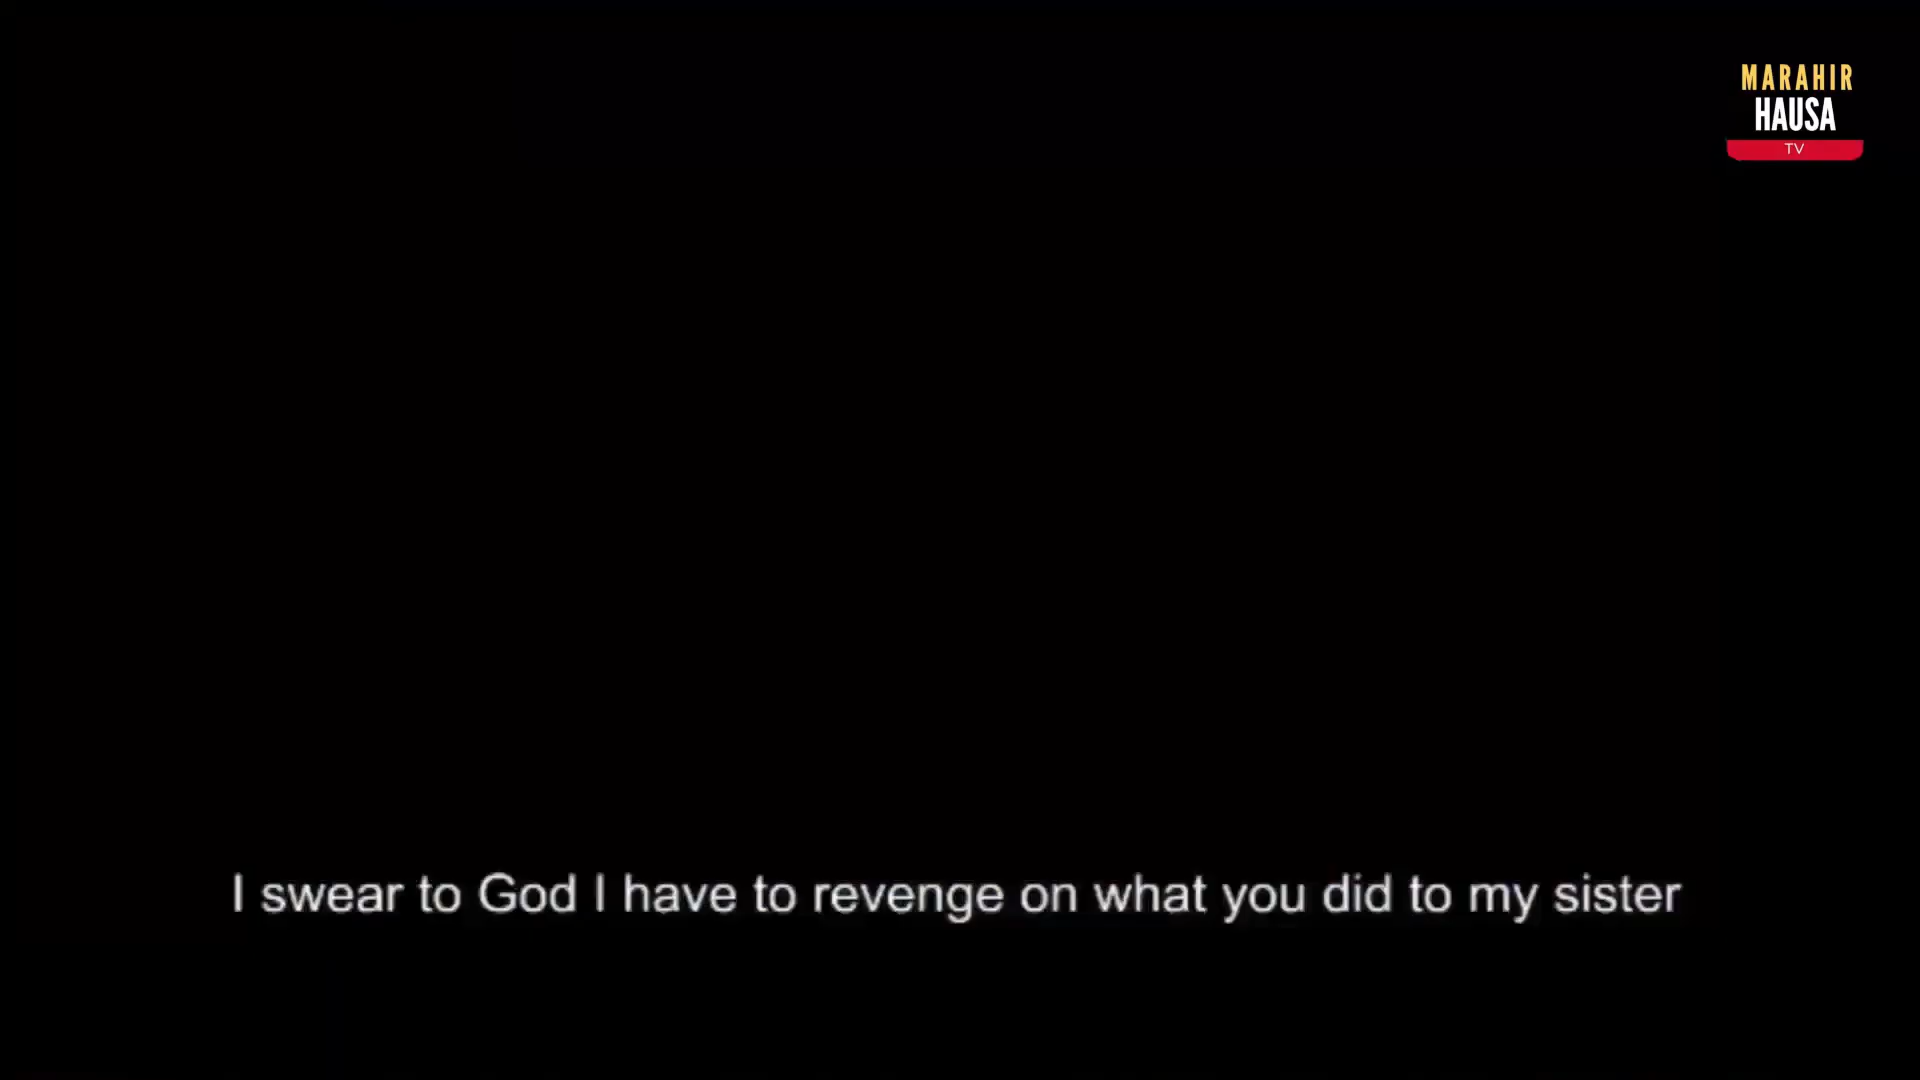 MARAHIR
HAUSA
TV
I swear to God I have to revenge on what you did to my sister